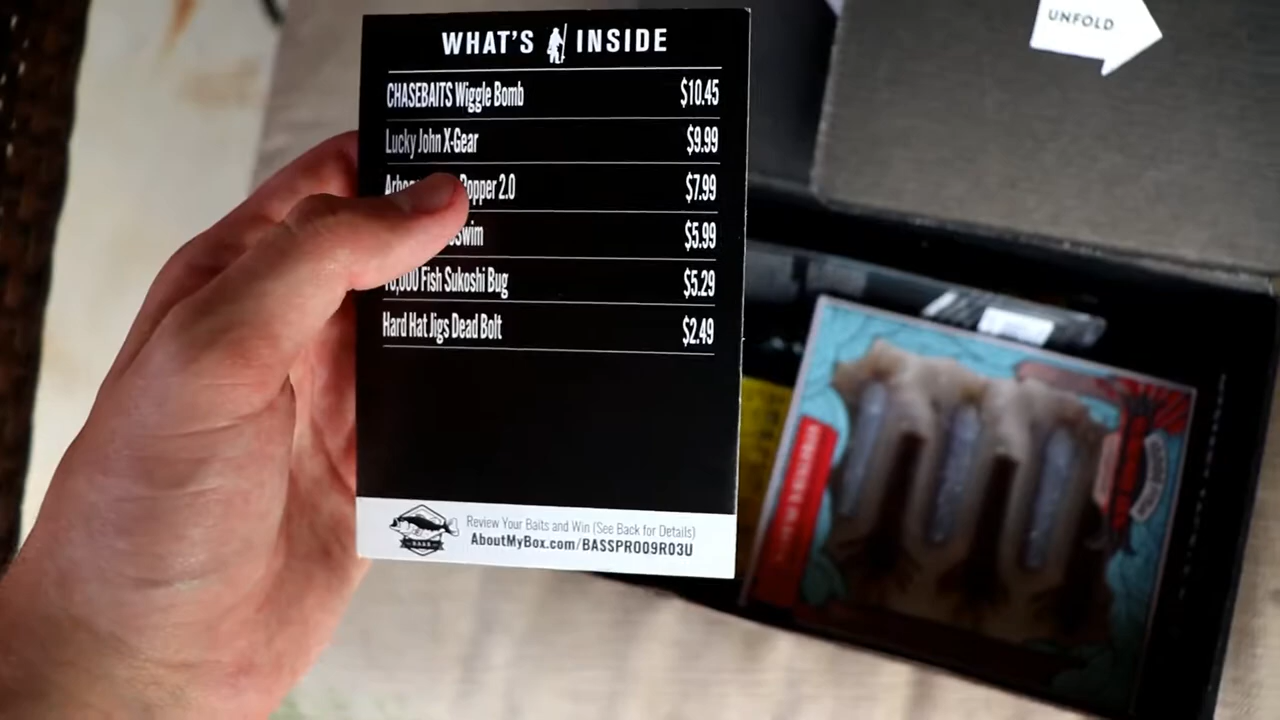 UNFOLD
WHAT'S INSIDE
CHASEBAITS Wiggle Bomb $10.45
Lucky John X-Gear $9.99
Popper 2.0 $7.99
Swim $5.99
Fish Sukoshi Bug $5.29
Hard Hat Jigs Dead Bolt $2.49
BASS
Review Your Baits and Win (See Back for Details)
AboutMyBox.com/BASSPRO09R03U